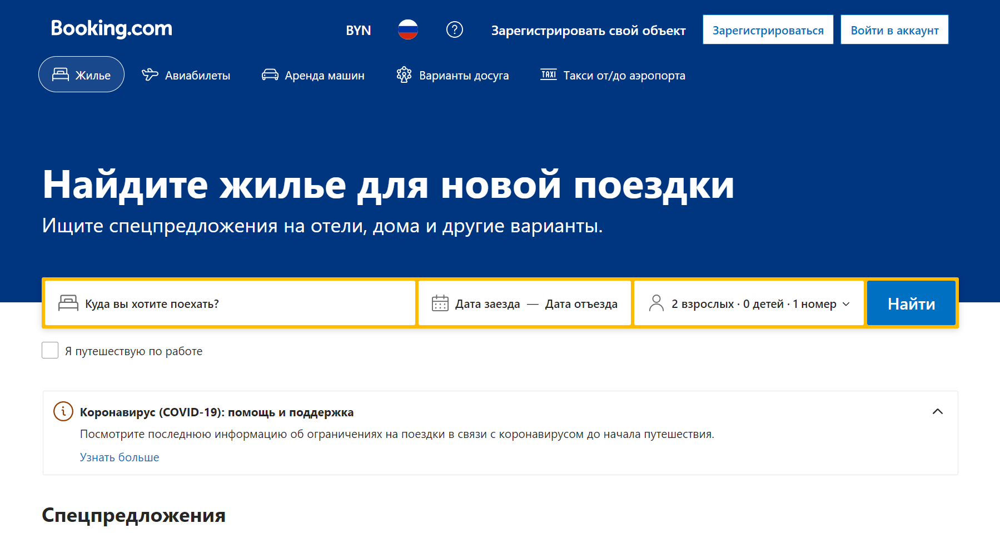 Booking.com
BYN
Зарегистрировать свой объект
Зарегистрироваться
Войти в аккаунт
Жилье
Авиабилеты
Аренда машин
Варианты досуга
TAXI
Такси от/до аэропорта
Найдите жилье для новой поездки
Ищите спецпредложения на отели, дома и другие варианты.
Куда вы хотите поехать?
Дата заезда — Дата отъезда
2 взрослых · 0 детей · 1 номер
Найти
Я путешествую по работе
Коронавирус (COVID-19): помощь и поддержка
Посмотрите последнюю информацию об ограничениях на поездки в связи с коронавирусом до начала путешествия.
Узнать больше
Спецпредложения